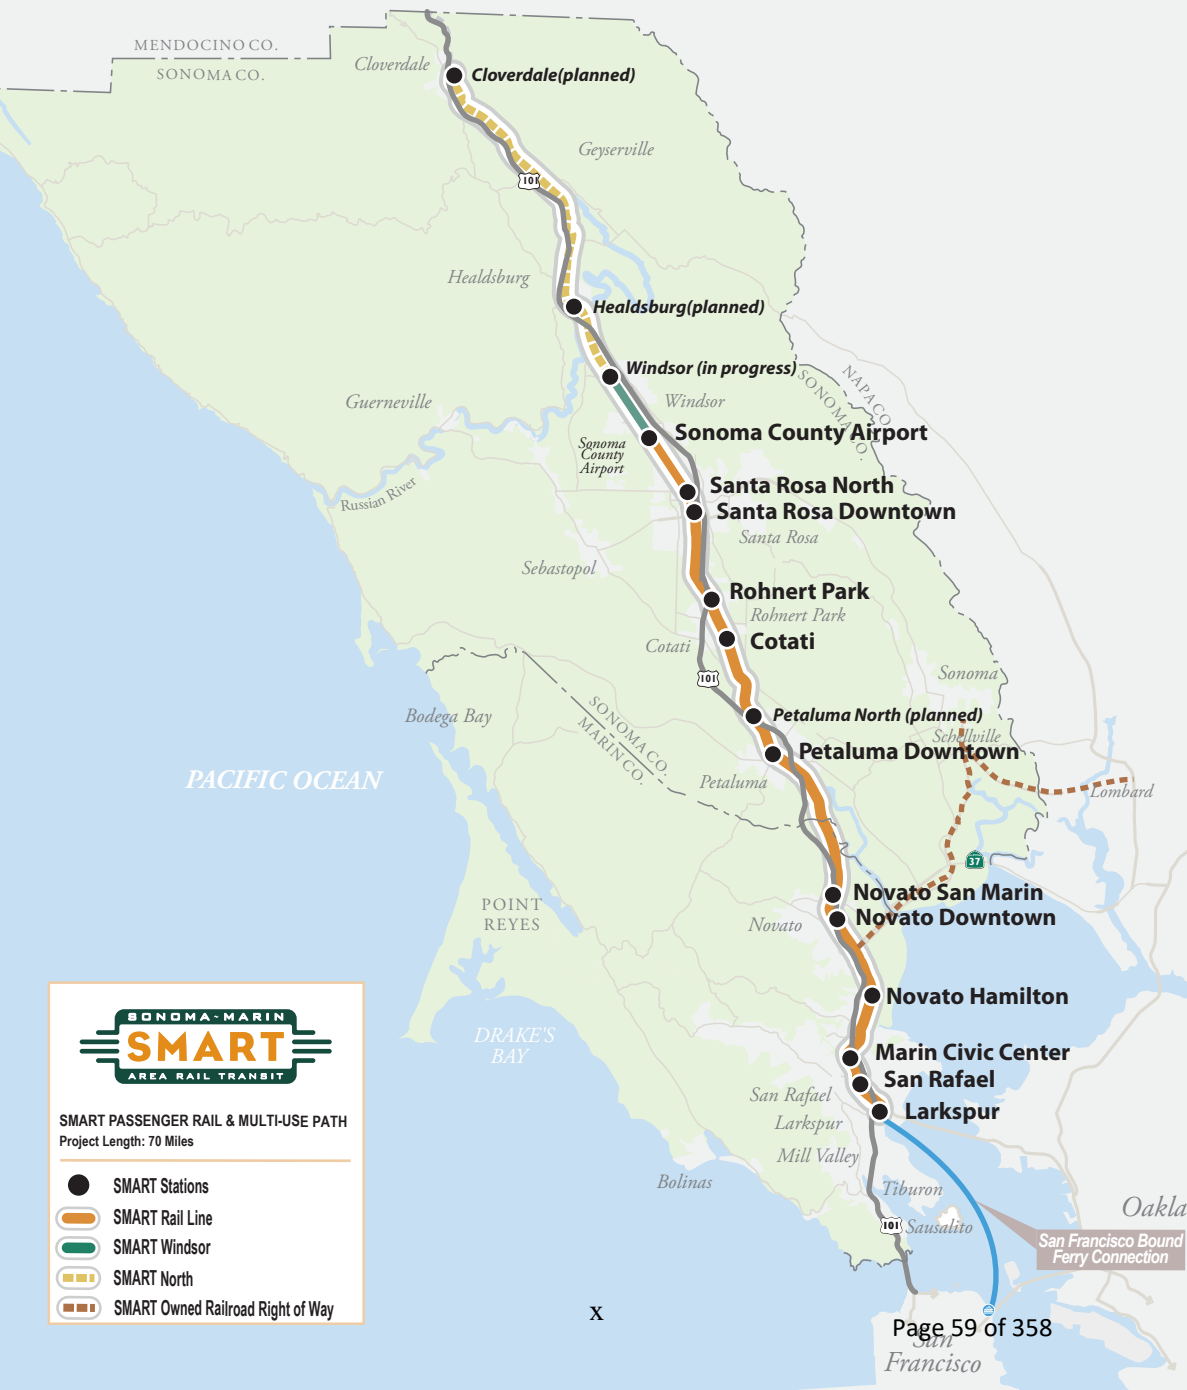 MENDOCINO CO.
SONOMA CO.
Cloverdale
Cloverdale(planned)
Geyserville
101
Healdsburg
Healdsburg(planned)
Windsor (in progress)
NAPA CO.
SONOMA CO.
Guerneville
Windsor
Sonoma County Airport
Sonoma
County
Airport
Russian River
Santa Rosa North
Santa Rosa Downtown
Santa Rosa
Sebastopol
Rohnert Park
Rohnert Park
Cotati
Cotati
101
Sonoma
SONOMA CO.
MARIN CO.
Bodega Bay
Petaluma North (planned)
Schellville
Petaluma Downtown
PACIFIC OCEAN
Petaluma
Lombard
37
Novato San Marin
POINT
REYES
Novato
Novato Downtown
Novato Hamilton
DRAKE'S
BAY
Marin Civic Center
San Rafael
San Rafael
Larkspur
Larkspur
Mill Valley
Bolinas
Tiburon
Oakla
101
Sausalito
San Francisco Bound
Ferry Connection
SONOMA-MARIN
SMART
AREA RAIL TRANSIT
SMART PASSENGER RAIL & MULTI-USE PATH
Project Length: 70 Miles
SMART Stations
SMART Rail Line
SMART Windsor
SMART North
SMART Owned Railroad Right of Way
x
Page 59 of 358
San
Francisco